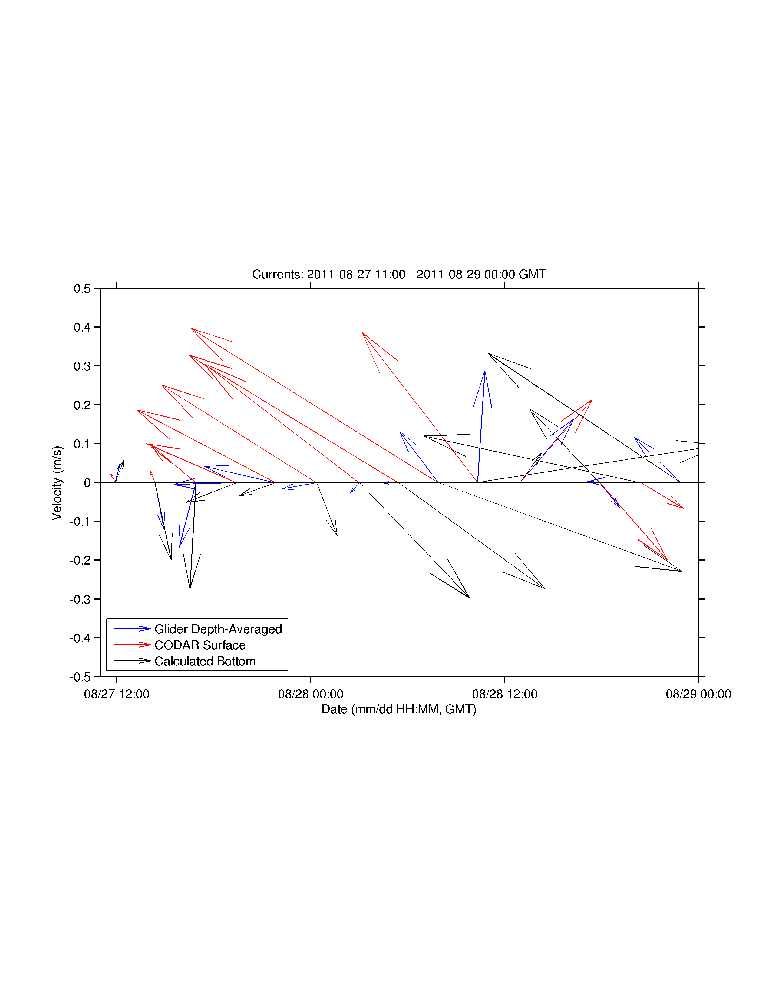 Currents: 2011-08-27 11:00 - 2011-08-29 00:00 GMT
0.5
0.4
0.3
0.2
0.1
0
-0.1
-0.2
-0.3
-0.4
-0.5
Velocity (m/s)
Glider Depth-Averaged
CODAR Surface
Calculated Bottom
08/27 12:00 08/28 00:00 08/28 12:00 08/29 00:00
Date (mm/dd HH:MM, GMT)